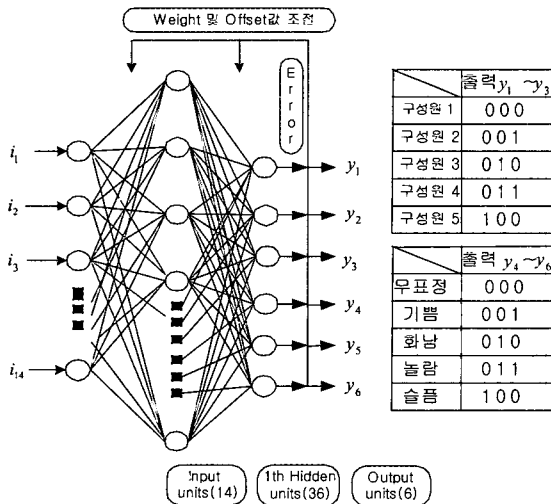 Weight 및 Offset값 조전
Error
i₁
i₂
i₃
i₁₄
y₁
y₂
y₃
y₄
y₅
y₆
출력 y₁ ~y₃
구성원 1 000
구성원 2 001
구성원 3 010
구성원 4 011
구성원 5 100
출력 y₄ ~y₆
무표정 000
기쁨 001
화남 010
놀람 011
슬픔 100
Input units(14)
1th Hidden units(36)
Output units(6)